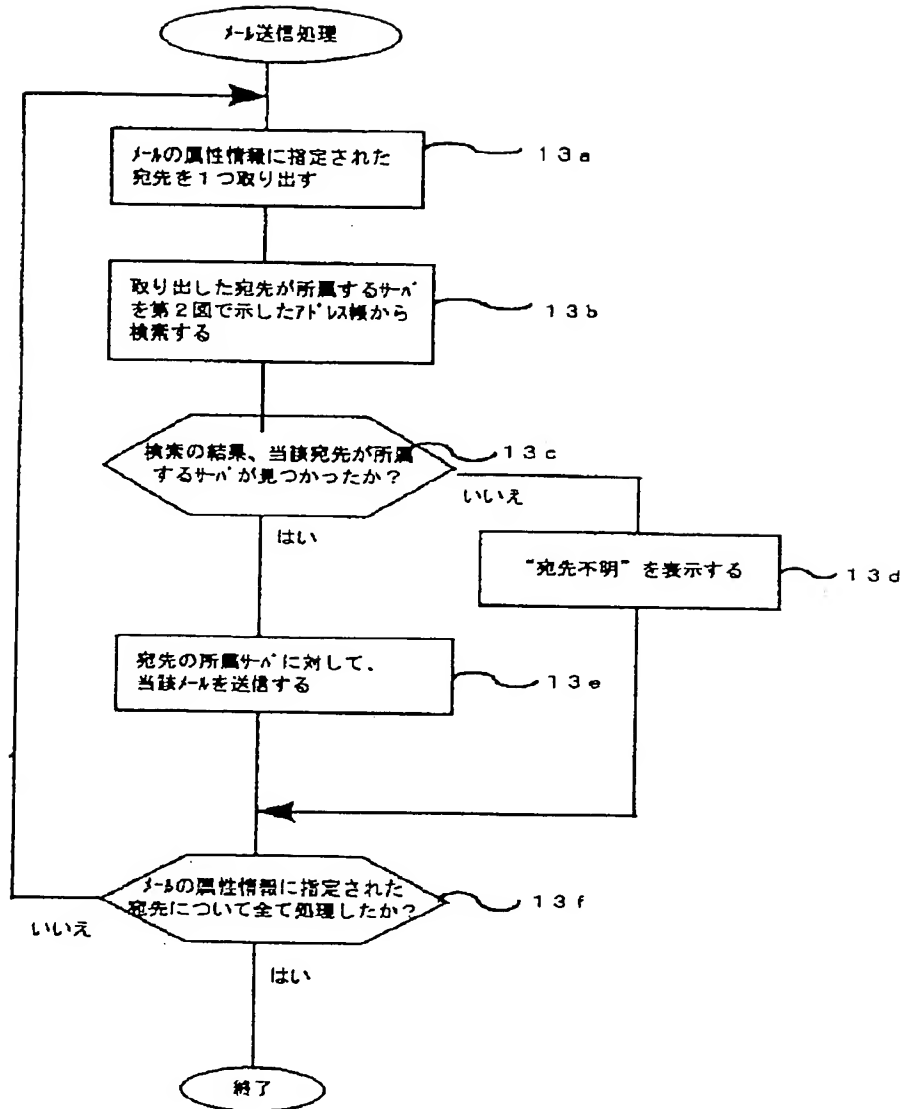 メール送信処理
メールの属性情報に指定された
宛先を1つ取り出す
13a
取り出した宛先が所属するサーバ
を第2図で示したアドレス帳から
検索する
13b
検索の結果、当該宛先が所属
するサーバが見つかったか?
13c
いいえ
はい
“宛先不明”を表示する
13d
宛先の所属サーバに対して、
当該メールを送信する
13e
メールの属性情報に指定された
宛先について全て処理したか?
13f
いいえ
はい
終了